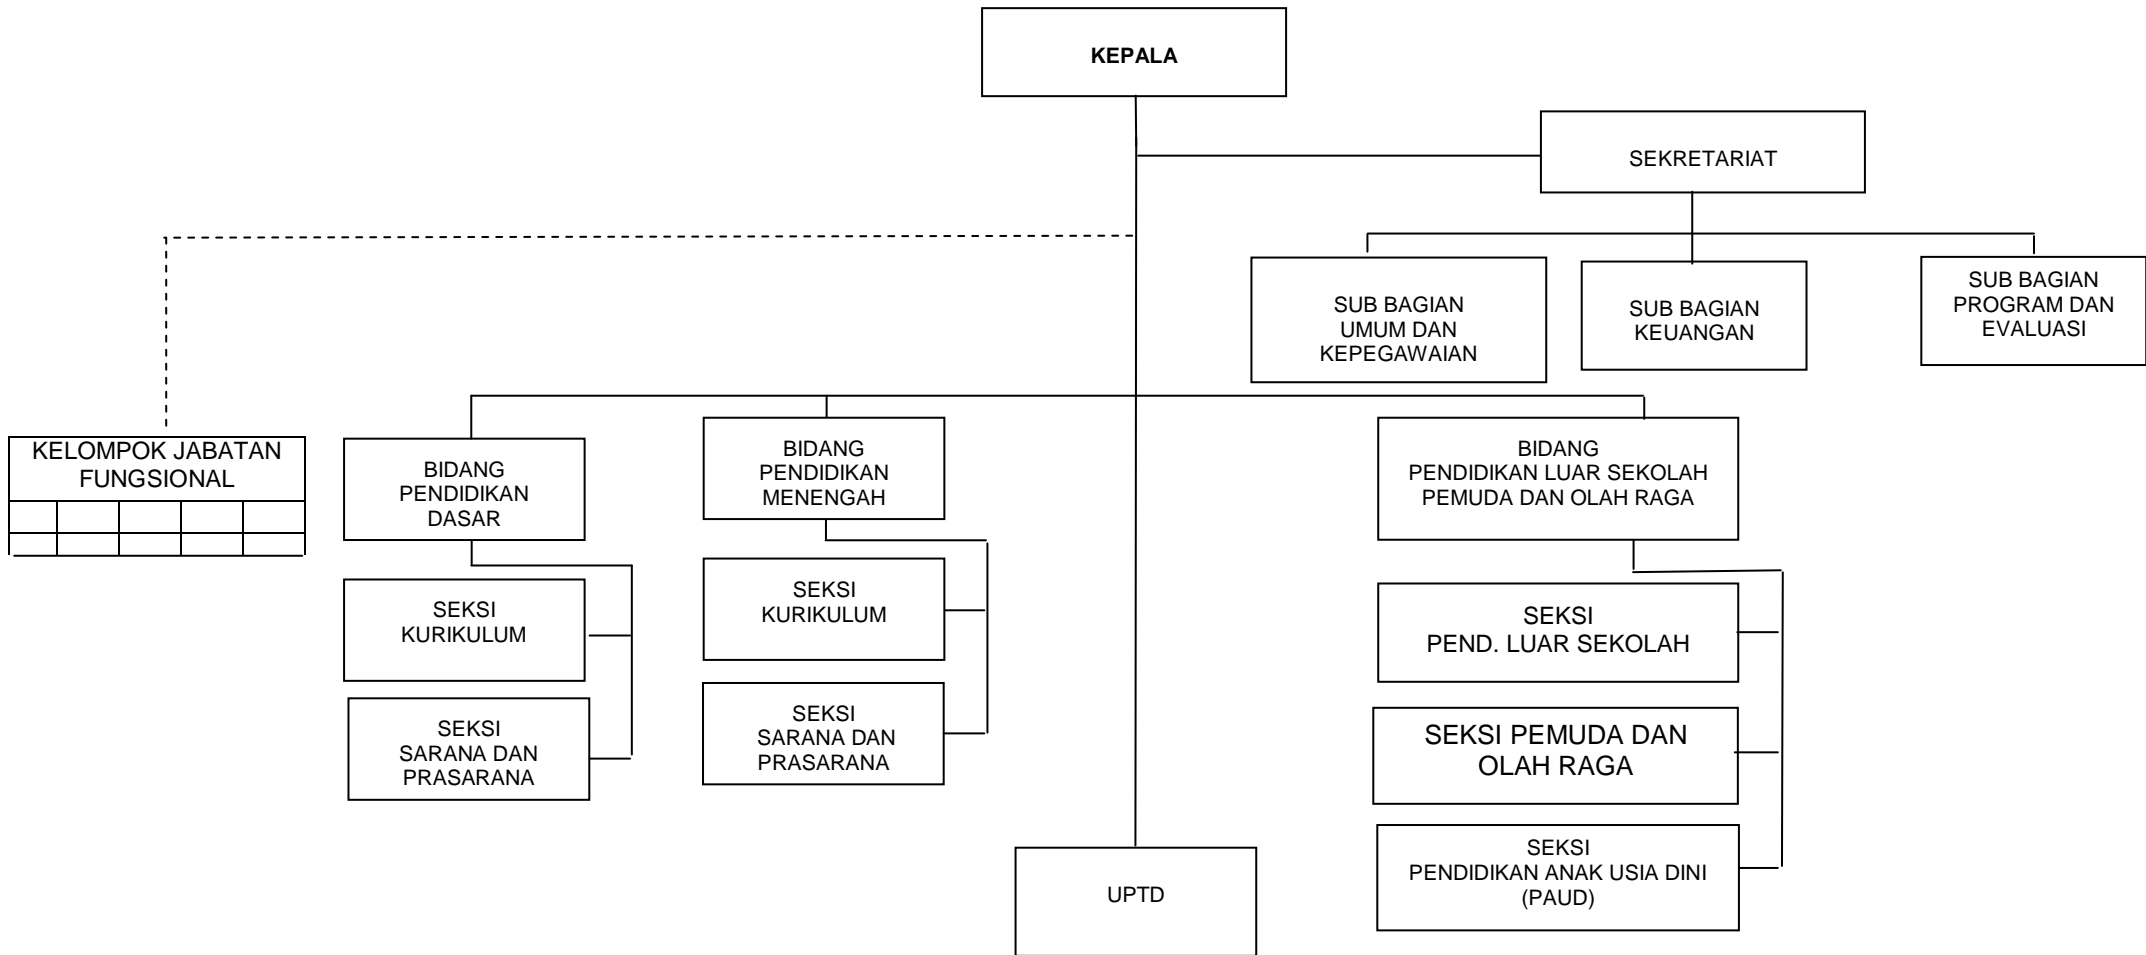 KEPALA
SEKRETARIAT
SUB BAGIAN
UMUM DAN
KEPEGAWAIAN
SUB BAGIAN
KEUANGAN
SUB BAGIAN
PROGRAM DAN
EVALUASI
KELOMPOK JABATAN
FUNGSIONAL
BIDANG
PENDIDIKAN
DASAR
SEKSI
KURIKULUM
SEKSI
SARANA DAN
PRASARANA
BIDANG
PENDIDIKAN
MENENGAH
SEKSI
KURIKULUM
SEKSI
SARANA DAN
PRASARANA
BIDANG
PENDIDIKAN LUAR SEKOLAH
PEMUDA DAN OLAH RAGA
SEKSI
PEND. LUAR SEKOLAH
SEKSI PEMUDA DAN
OLAH RAGA
SEKSI
PENDIDIKAN ANAK USIA DINI
(PAUD)
UPTD